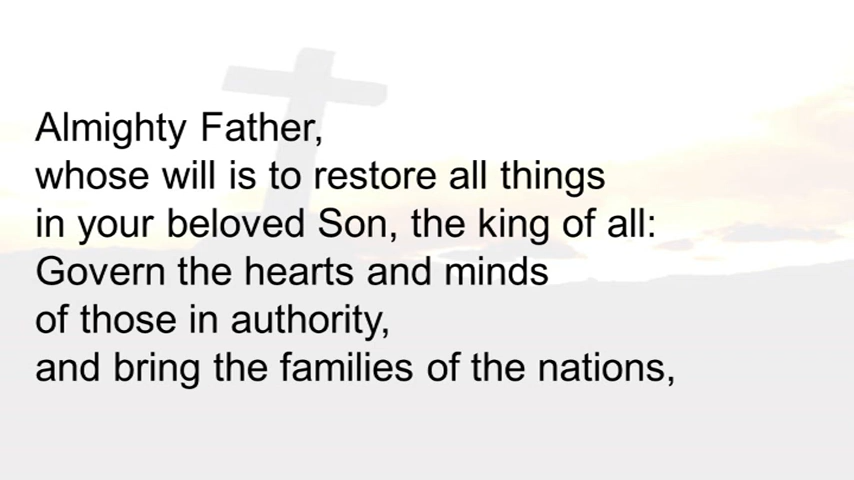 Almighty Father,
whose will is to restore all things
in your beloved Son, the king of all:
Govern the hearts and minds
of those in authority,
and bring the families of the nations,